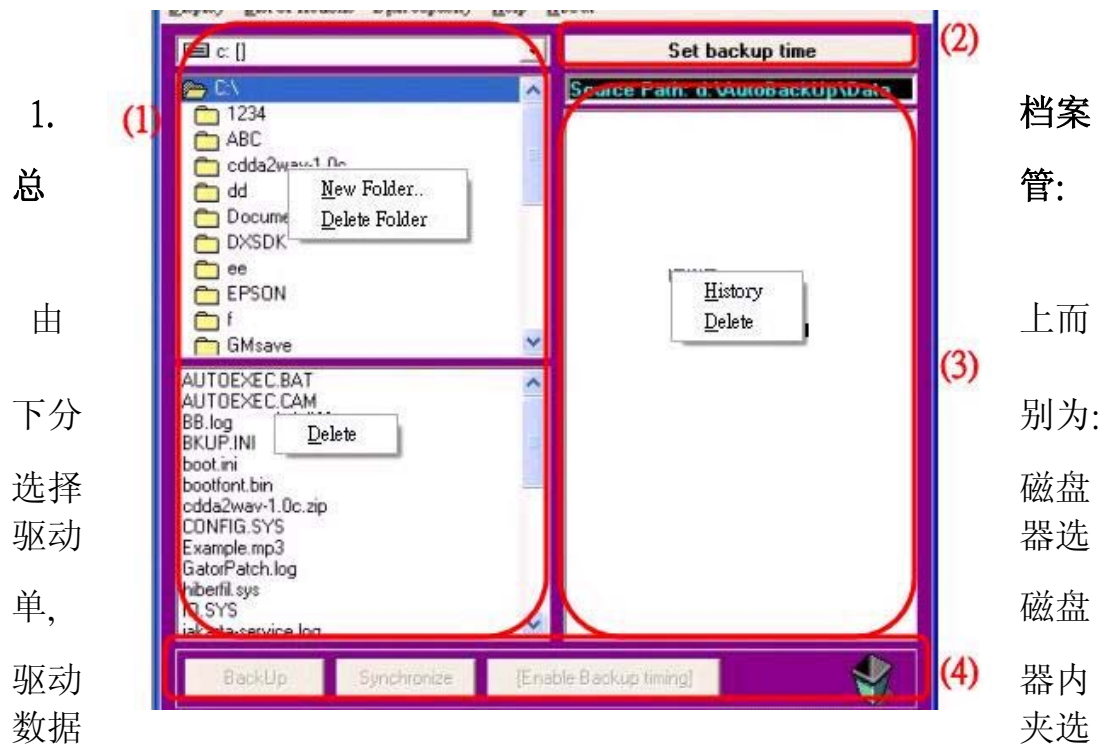 1. 档案
总 管:
由 上而
下分 别为:
选择 磁盘
驱动 器选
单, 磁盘
驱动 器内
数据 夹选
(1)
c: []
C:\
1234
ABC
cdda2wav-1.0c
dd
Docume
DXSDK
ee
EPSON
f
GMsave
New Folder..
Delete Folder
AUTOEXEC.BAT
AUTOEXEC.CAM
BB.log
BKUP.INI
boot.ini
bootfont.bin
cdda2wav-1.0c.zip
CONFIG.SYS
Example.mp3
GatorPatch.log
hiberfil.sys
IO.SYS
jakarta-service.log
Delete
(2)
Set backup time
Source Path: d:\AutoBackUp\Data
(3)
History
Delete
(4)
BackUp
Synchronize
[Enable Backup timing]